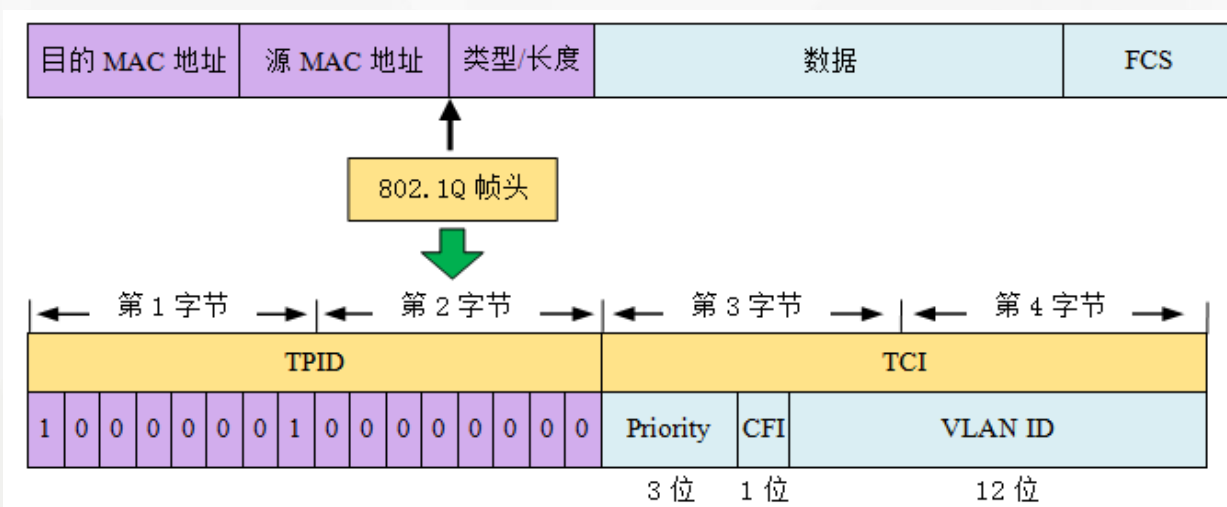 目的 MAC 地址 源 MAC 地址 类型/长度 数据 FCS
802.1Q 帧头
第 1 字节 第 2 字节 第 3 字节 第 4 字节
TPID TCI
1 0 0 0 0 0 0 1 0 0 0 0 0 0 0 0 Priority CFI VLAN ID
3 位 1 位 12 位